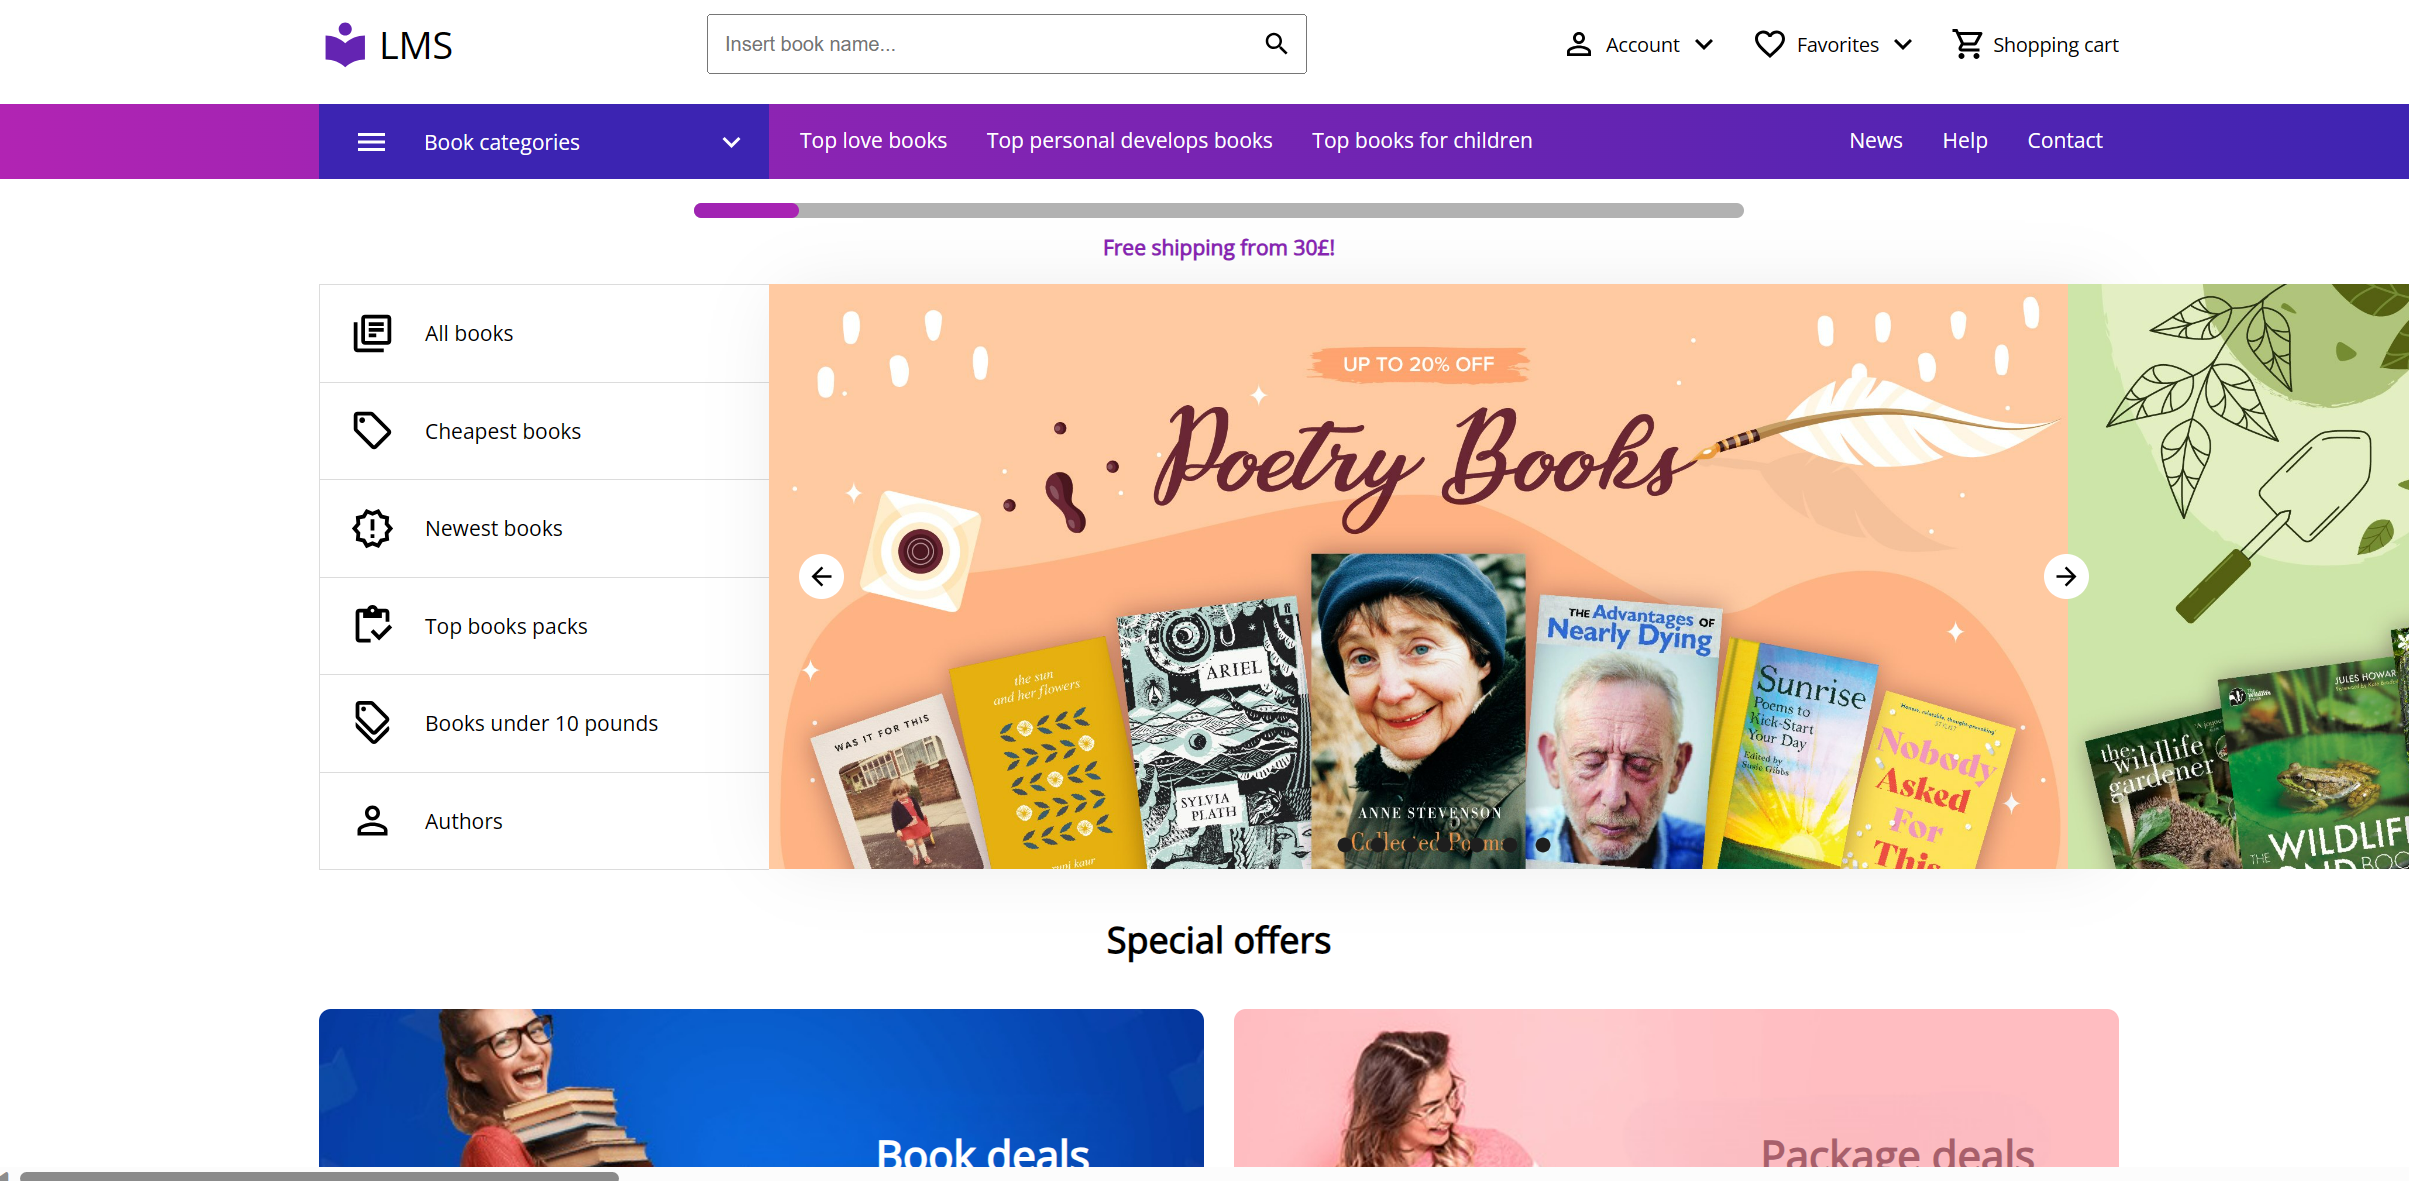 LMS
Insert book name...
Account
Favorites
Shopping cart
Book categories
Top love books
Top personal develops books
Top books for children
News
Help
Contact
Free shipping from 30£!
All books
Cheapest books
Newest books
Top books packs
Books under 10 pounds
Authors
UP TO 20% OFF
Poetry Books
WAS IT FOR THIS
the sun
and her flowers
rupi kaur
ARIEL
SYLVIA
PLATH
ANNE STEVENSON
Collected Poems
THE Advantages OF
Nearly Dying
Sunrise
Poems to
Kick-Start
Your Day
Edited by
Susie Gibbs
Nobody
Asked
For
This
the wildlife
gardener
JULES HOWAR
THE WILDLIF
POND BOO
Special offers
Book deals
Package deals